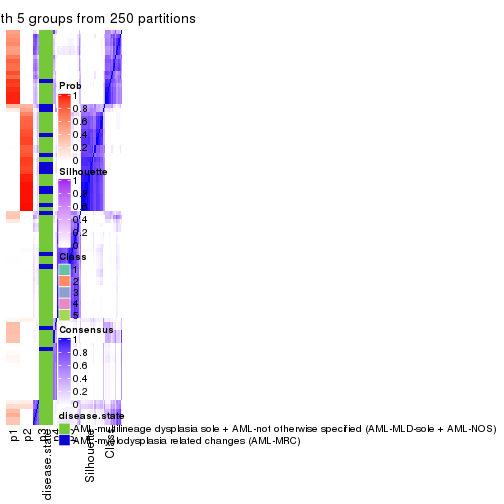 th 5 groups from 250 partitions
Prob
1
0.8
0.6
0.4
0.2
0
Silhouette
1
0.8
0.6
0.4
0.2
0
Class
1
2
3
4
5
Consensus
1
0.8
0.6
0.4
0.2
0
disease.state
AML-multilineage dysplasia sole + AML-not otherwise specified (AML-MLD-sole + AML-NOS)
AML-myelodysplasia related changes (AML-MRC)
p1
p2
disease.state
p3
p4
Silhouette
Class